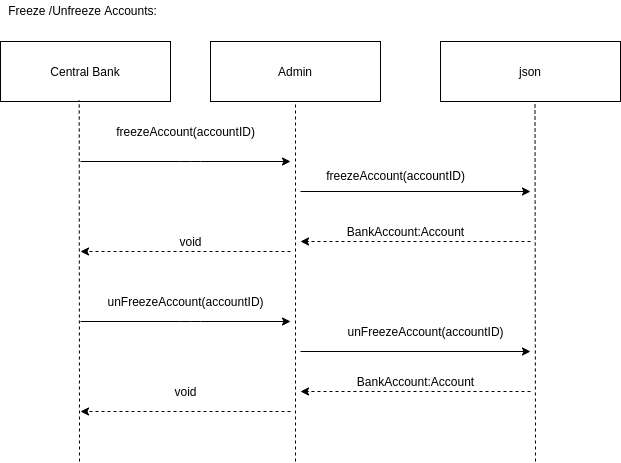 Freeze /Unfreeze Accounts:
Central Bank
Admin
json
freezeAccount(accountID)
freezeAccount(accountID)
BankAccount:Account
void
unFreezeAccount(accountID)
unFreezeAccount(accountID)
BankAccount:Account
void